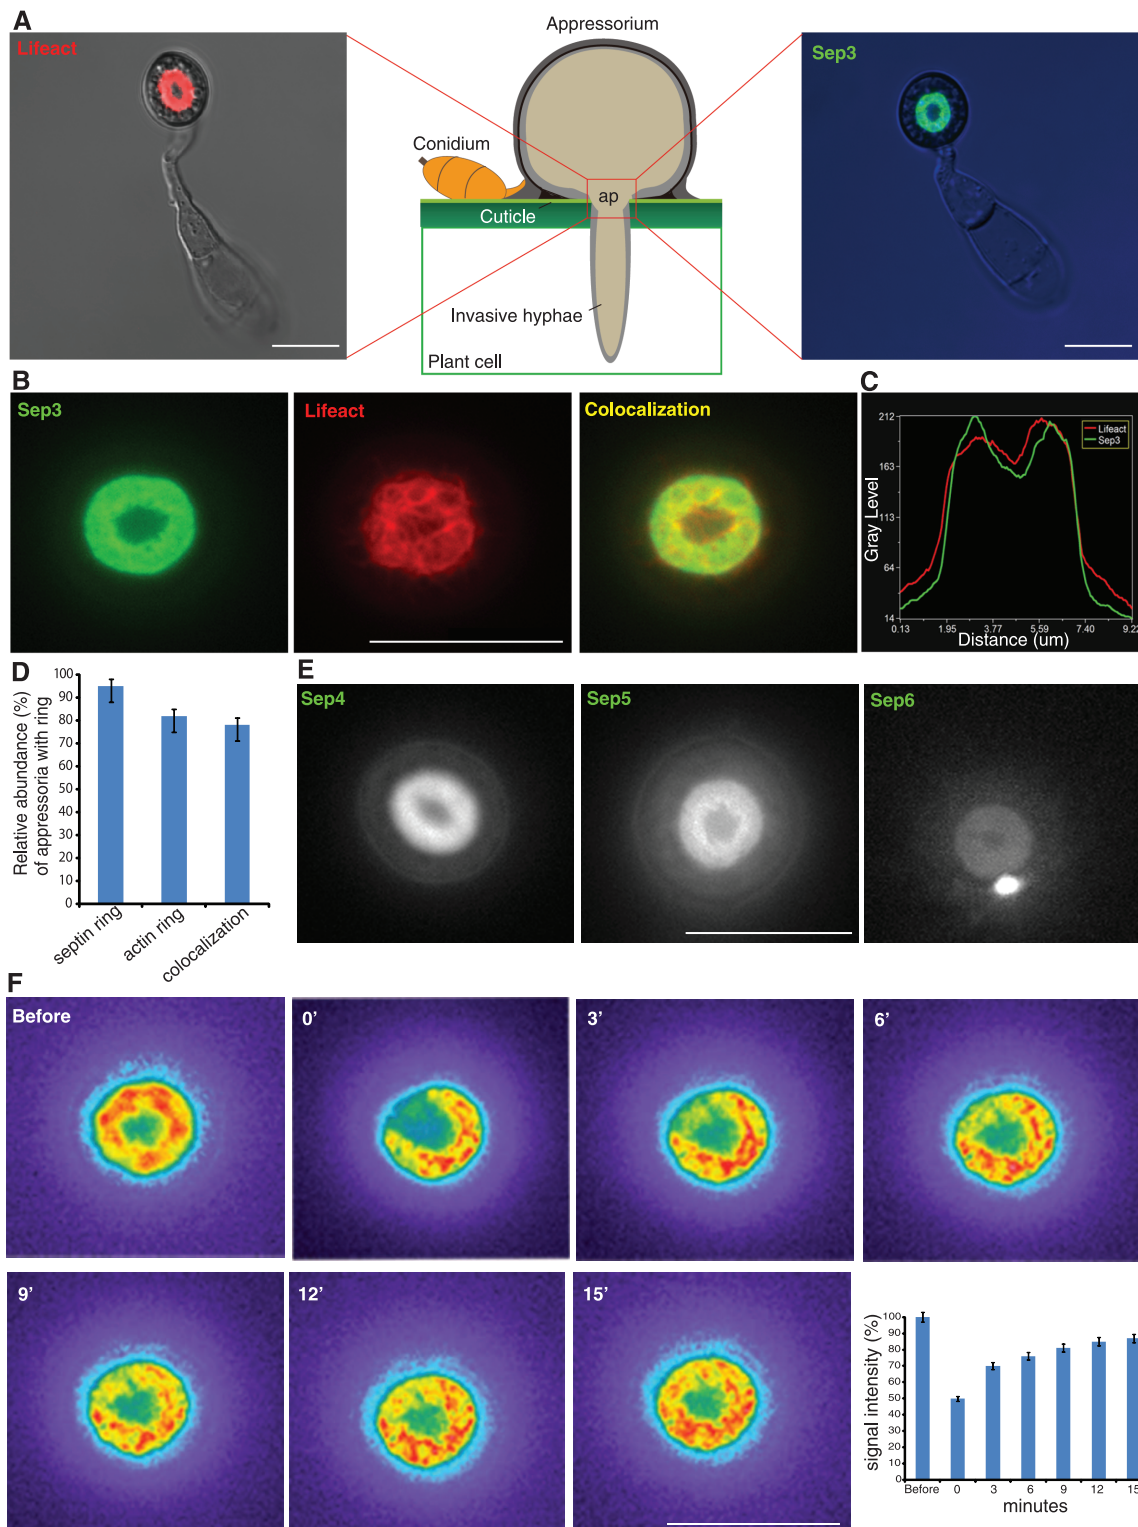 A
Lifeact
Appressorium
Conidium
ap
Cuticle
Invasive hyphae
Plant cell
Sep3
B
Sep3
Lifeact
Colocalization
C
212
163
113
64
14
Gray Level
Lifeact
Sep3
0.13 1.95 3.77 5.59 7.40 9.22
Distance (um)
D
Relative abundance (%)
of appressoria with ring
100
90
80
70
60
50
40
30
20
10
0
septin ring
actin ring
colocalization
E
Sep4
Sep5
Sep6
F
Before
0'
3'
6'
9'
12'
15'
signal intensity (%)
100
90
80
70
60
50
40
30
20
10
0
Before 0 3 6 9 12 15
minutes